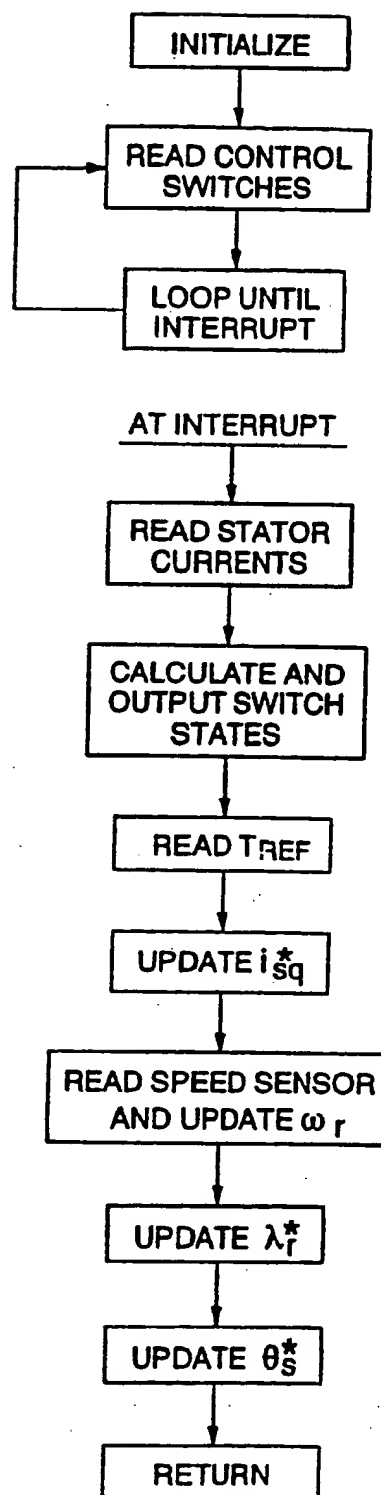 INITIALIZE
READ CONTROL
SWITCHES
LOOP UNTIL
INTERRUPT
AT INTERRUPT
READ STATOR
CURRENTS
CALCULATE AND
OUTPUT SWITCH
STATES
READ TREF
UPDATE i*sq
READ SPEED SENSOR
AND UPDATE ωr
UPDATE λ*r
UPDATE θ*s
RETURN